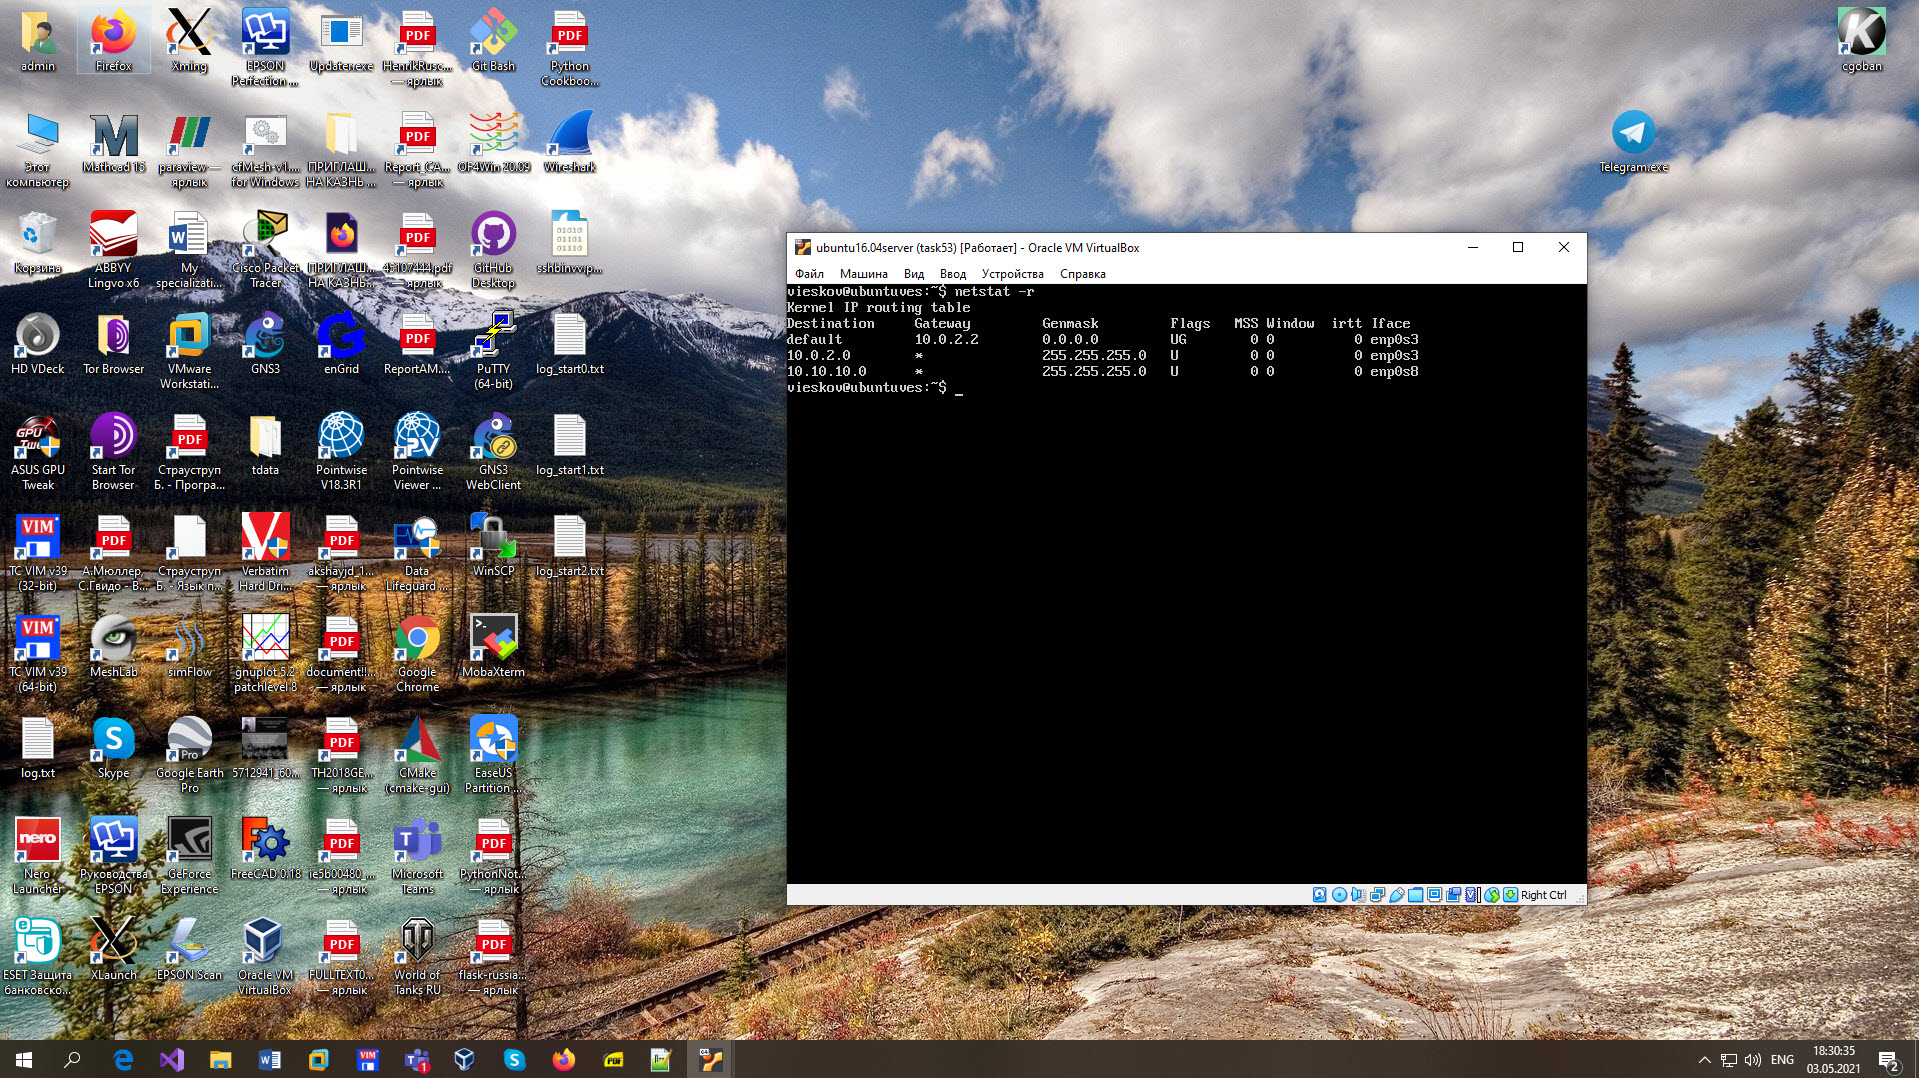 admin
Firefox
Xming
EPSON Perfection ...
Updater.exe
HenrikRusc... — ярлык
Git Bash
Python Cookboo...
cgoban
Этот компьютер
Mathcad 15
paraview — ярлык
cfMesh-v1.... for Windows
ПРИГЛАШ... НА КАЗНЬ ...
Report_CA... — ярлык
OF4Win 20.09
Wireshark
Telegram.exe
Корзина
ABBYY Lingvo x6
My specializati...
Cisco Packet Tracer
ПРИГЛАШ... НА КАЗНЬ...
45107444.pdf — ярлык
GitHub Desktop
sshbinvv.p...
HD VDeck
Tor Browser
VMware Workstati...
GNS3
enGrid
ReportAM....
PuTTY (64-bit)
log_start0.txt
ASUS GPU Tweak
Start Tor Browser
Страуструп Б. - Програ...
tdata
Pointwise V18.3R1
Pointwise Viewer ...
GNS3 WebClient
log_start1.txt
TC VIM v39 (32-bit)
А.Мюллер, С.Гвидо - В...
Страуструп Б. - Язык п...
Verbatim Hard Dri...
akshayjd_1... — ярлык
Data Lifeguard ...
WinSCP
log_start2.txt
TC VIM v39 (64-bit)
MeshLab
simFlow
gnuplot 5.2 patchlevel 8
document!!... — ярлык
Google Chrome
MobaXterm
log.txt
Skype
Google Earth Pro
5712941_60...
TH2018GE... — ярлык
CMake (cmake-gui)
EaseUS Partition ...
Nero Launcher
Руководства EPSON
GeForce Experience
FreeCAD 0.18
ie5b00480_... — ярлык
Microsoft Teams
PythonNot... — ярлык
ESET Защита банковско...
XLaunch
EPSON Scan
Oracle VM VirtualBox
FULLTEXT0... — ярлык
World of Tanks RU
flask-russia... — ярлык
ubuntu16.04server (task53) [Работает] - Oracle VM VirtualBox
Файл Машина Вид Ввод Устройства Справка
vieskov@ubuntuves:~$ netstat -r
Kernel IP routing table
Destination Gateway Genmask Flags MSS Window irtt Iface
default 10.0.2.2 0.0.0.0 UG 0 0 0 enp0s3
10.0.2.0 * 255.255.255.0 U 0 0 0 enp0s3
10.10.10.0 * 255.255.255.0 U 0 0 0 enp0s8
vieskov@ubuntuves:~$ _
Right Ctrl
ENG
18:30:35
03.05.2021
2